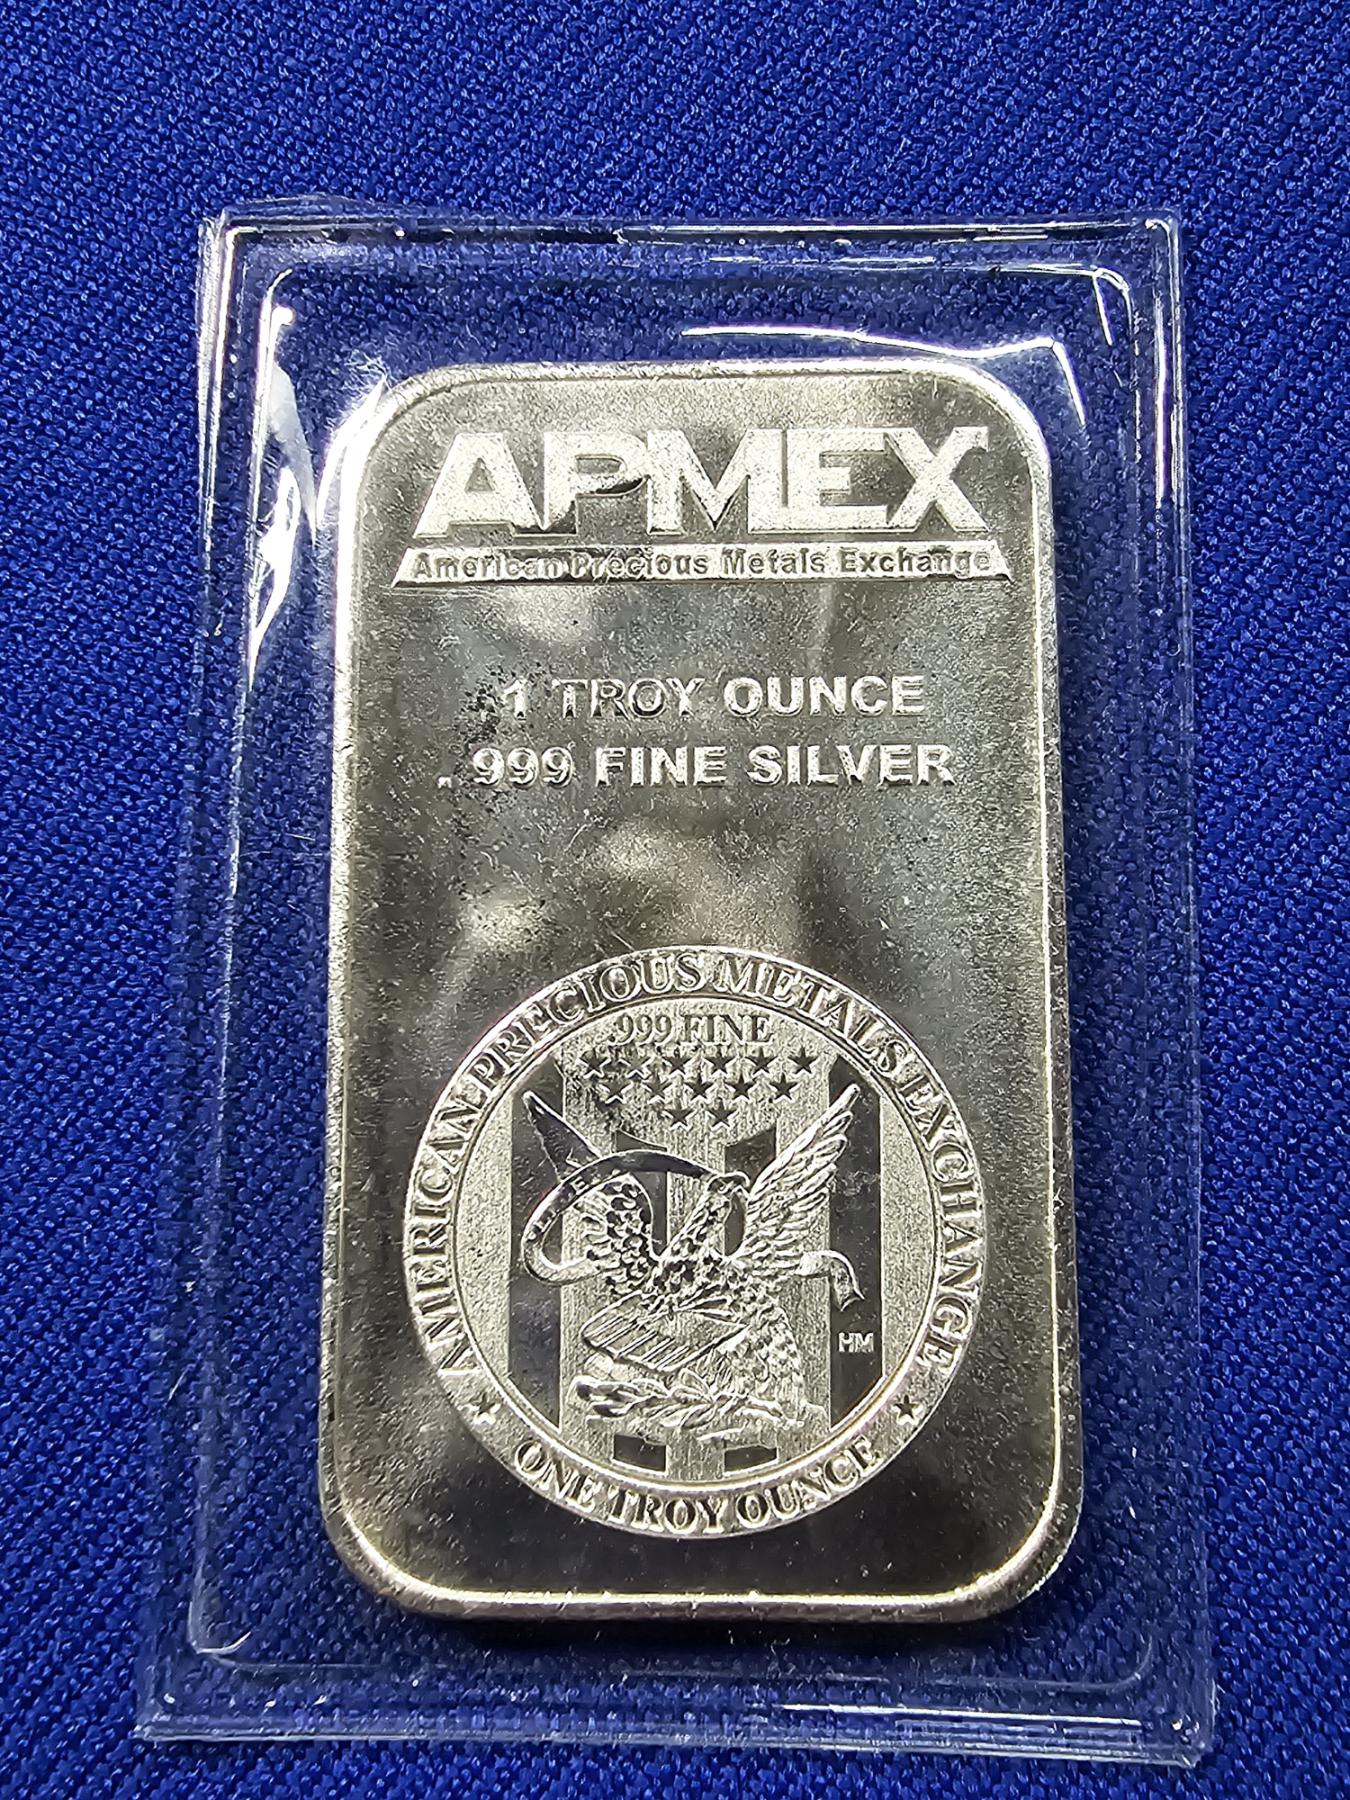 APMEX
American Precious Metals Exchange
1 TROY OUNCE
.999 FINE SILVER
AMERICAN PRECIOUS METALS EXCHANGE
.999 FINE
HM
ONE TROY OUNCE